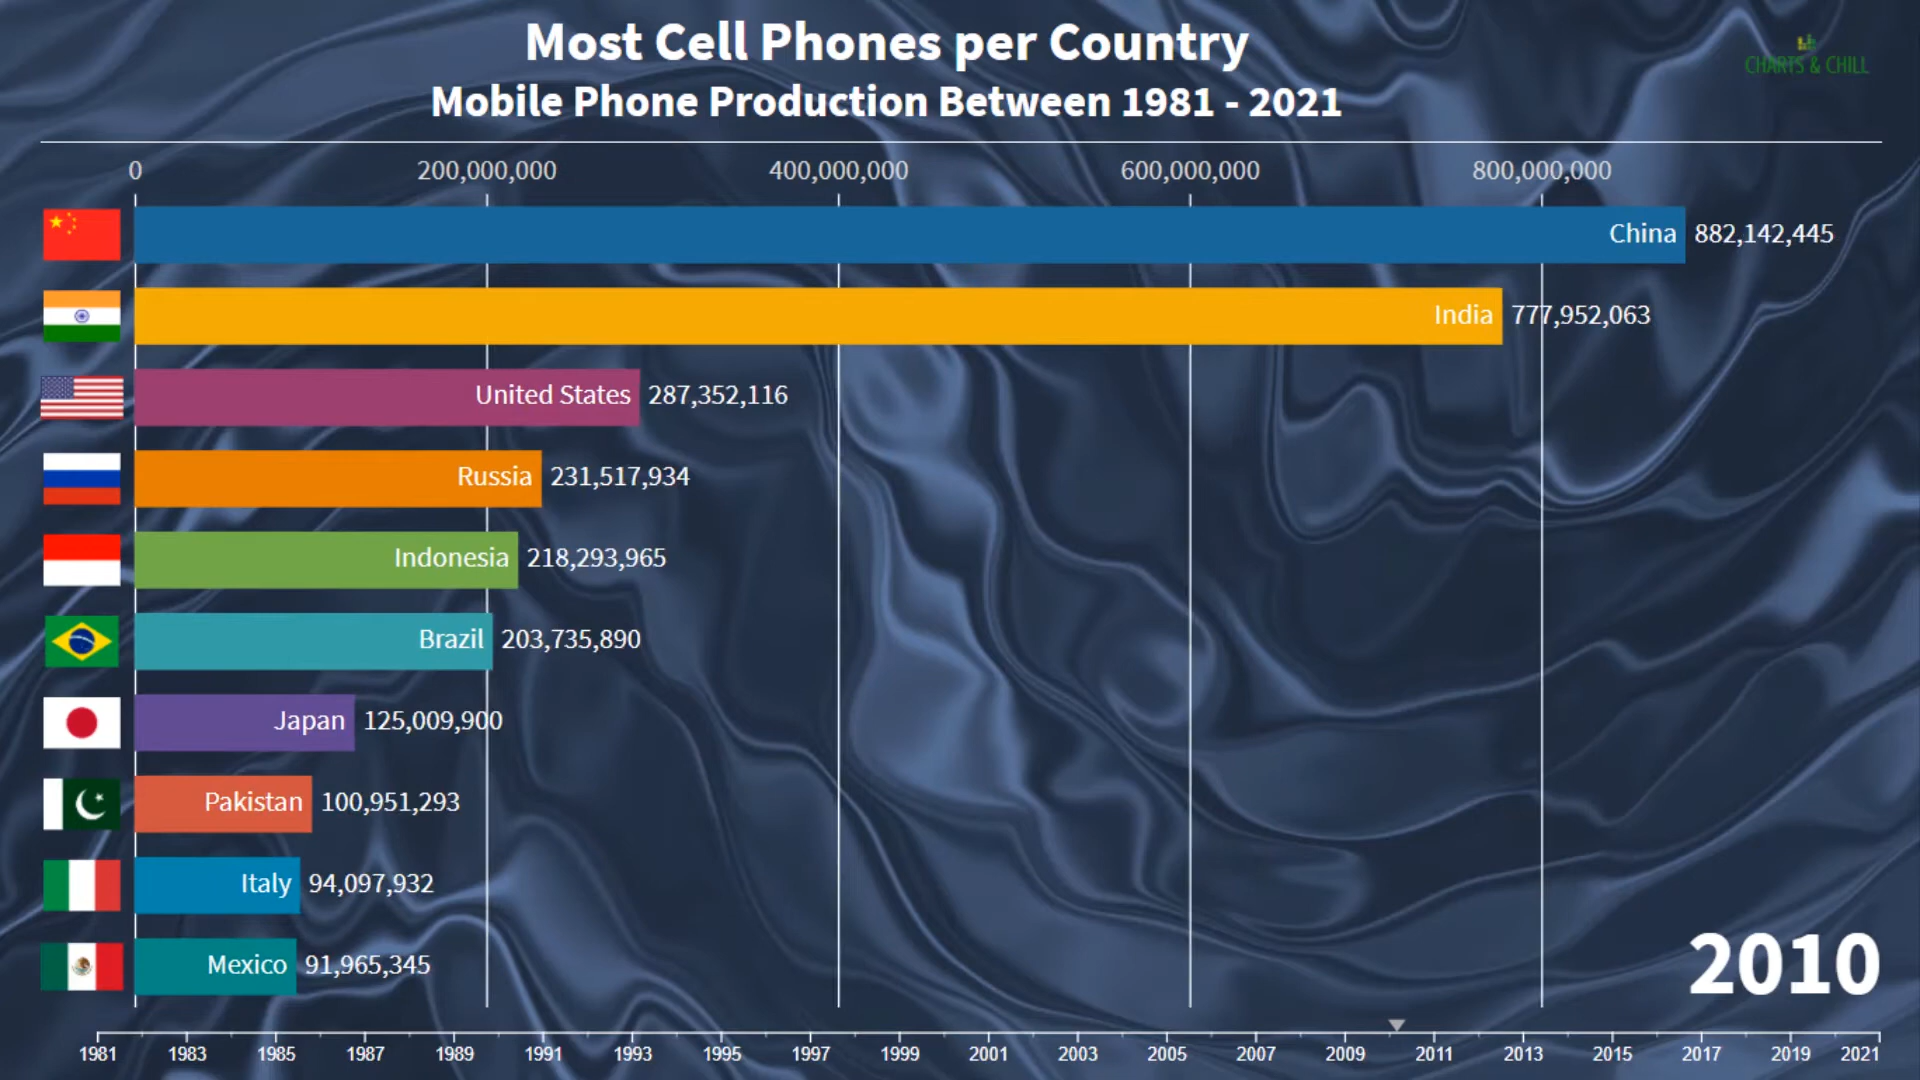 Most Cell Phones per Country
CHARTS & CHILL
Mobile Phone Production Between 1981 - 2021
0 200,000,000 400,000,000 600,000,000 800,000,000
China 882,142,445
India 777,952,063
United States 287,352,116
Russia 231,517,934
Indonesia 218,293,965
Brazil 203,735,890
Japan 125,009,900
Pakistan 100,951,293
Italy 94,097,932
Mexico 91,965,345
2010
1981 1983 1985 1987 1989 1991 1993 1995 1997 1999 2001 2003 2005 2007 2009 2011 2013 2015 2017 2019 2021